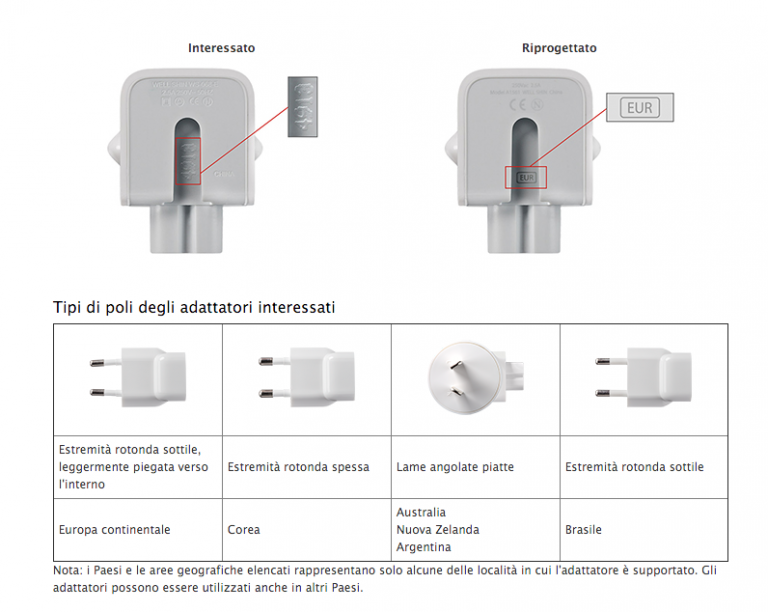 Interessato
Riprogettato
EUR
EUR
Tipi di poli degli adattatori interessati
Estremità rotonda sottile,
leggermente piegata verso
l'interno
Estremità rotonda spessa
Lame angolate piatte
Estremità rotonda sottile
Europa continentale
Corea
Australia
Nuova Zelanda
Argentina
Brasile
Nota: i Paesi e le aree geografiche elencati rappresentano solo alcune delle località in cui l'adattatore è supportato. Gli
adattatori possono essere utilizzati anche in altri Paesi.